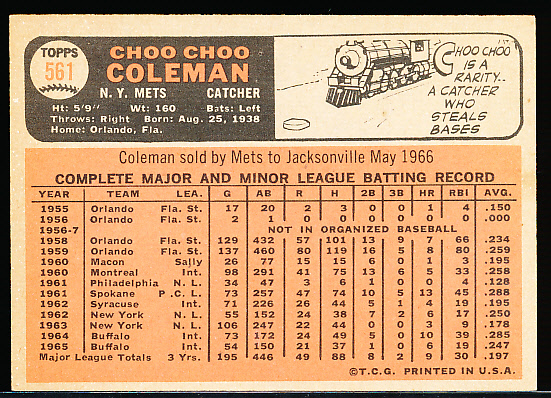 TOPPS
561
CHOO CHOO
COLEMAN
N. Y. METS CATCHER
Ht: 5'9" Wt: 160 Bats: Left
Throws: Right Born: Aug. 25, 1938
Home: Orlando, Fla.
CHOO CHOO
IS A
RARITY..
A CATCHER
WHO
STEALS
BASES
Coleman sold by Mets to Jacksonville May 1966
COMPLETE MAJOR AND MINOR LEAGUE BATTING RECORD
YEAR TEAM LEA. G AB R H 2B 3B HR RBI AVG.
1955 Orlando Fla. St. 17 20 2 3 0 0 1 4 .150
1956 Orlando Fla. St. 2 1 0 0 0 0 0 0 .000
1956-7 NOT IN ORGANIZED BASEBALL
1958 Orlando Fla. St. 129 432 57 101 13 9 7 66 .234
1959 Orlando Fla. St. 137 460 80 119 16 5 8 80 .259
1960 Macon Sally 26 77 15 15 6 0 1 3 .195
1960 Montreal Int. 98 291 41 75 13 6 5 33 .258
1961 Philadelphia N. L. 34 47 3 6 1 0 0 4 .128
1961 Spokane P. C. L. 73 257 47 74 10 5 13 45 .288
1962 Syracuse Int. 71 226 26 44 5 1 4 19 .195
1962 New York N. L. 55 152 24 38 7 2 6 17 .250
1963 New York N. L. 106 247 22 44 0 0 3 9 .178
1964 Buffalo Int. 73 172 24 49 5 0 10 39 .285
1965 Buffalo Int. 54 150 21 37 1 0 6 19 .247
Major League Totals 3 Yrs. 195 446 49 88 8 2 9 30 .197
©T.C.G. PRINTED IN U.S.A.